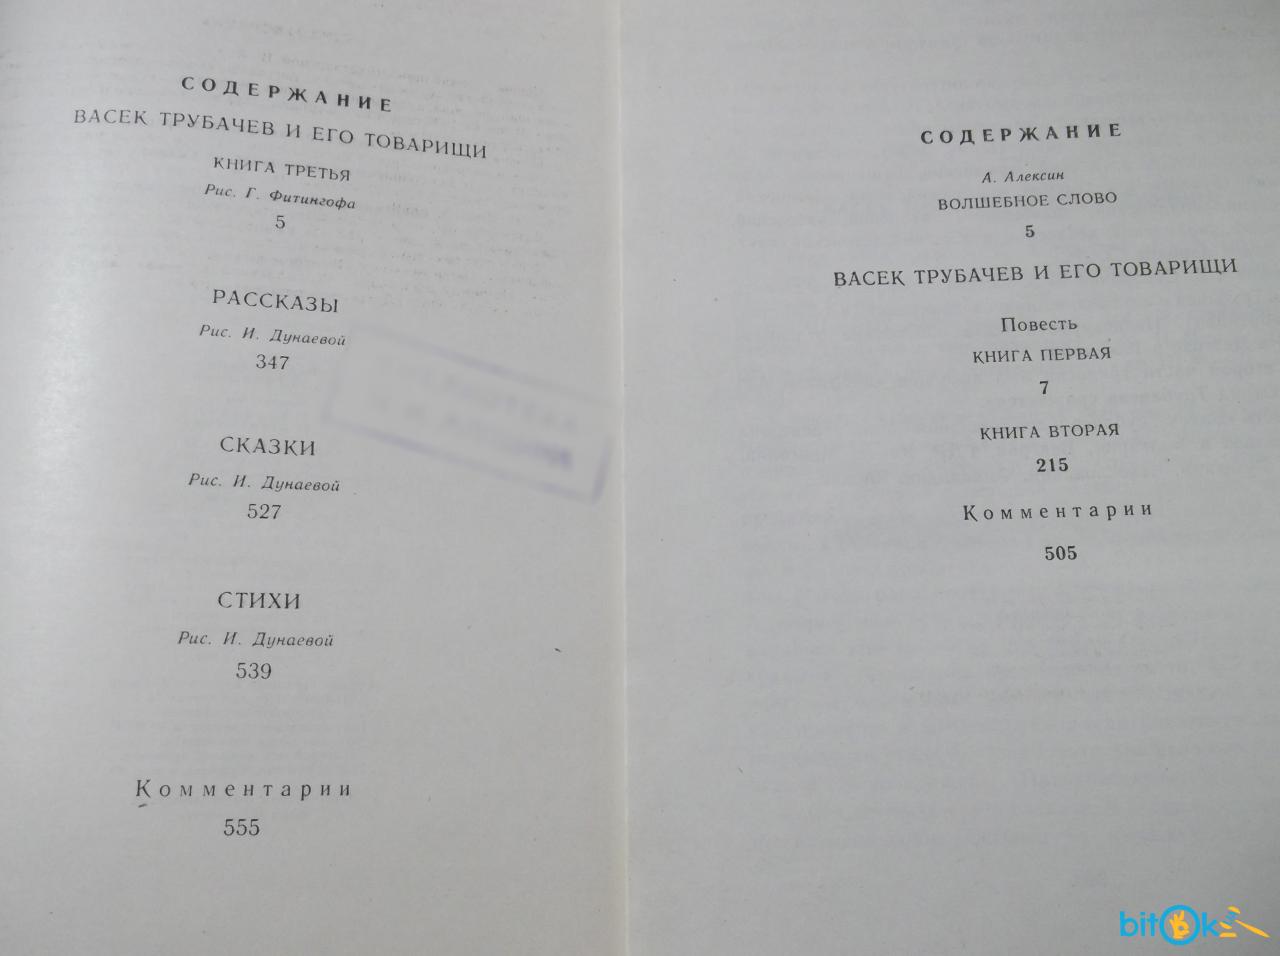 СОДЕРЖАНИЕ
ВАСЕК ТРУБАЧЕВ И ЕГО ТОВАРИЩИ
КНИГА ТРЕТЬЯ
Рис. Г. Фитингофа
5
РАССКАЗЫ
Рис. И. Дунаевой
347
СКАЗКИ
Рис. И. Дунаевой
527
СТИХИ
Рис. И. Дунаевой
539
Комментарии
555
СОДЕРЖАНИЕ
А. Алексин
ВОЛШЕБНОЕ СЛОВО
5
ВАСЕК ТРУБАЧЕВ И ЕГО ТОВАРИЩИ
Повесть
КНИГА ПЕРВАЯ
7
КНИГА ВТОРАЯ
215
Комментарии
505
bitOk